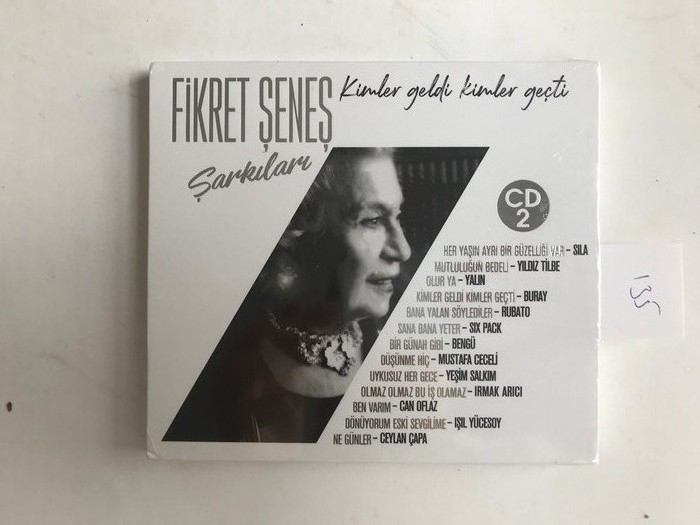 FİKRET ŞENEŞ
Kimler geldi kimler geçti
Şarkıları
CD
2
HER YAŞIN AYRI BİR GÜZELLİĞİ VAR – SILA
MUTLULUĞUN BEDELİ – YILDIZ TİLBE
OLUR YA – YALIN
KİMLER GELDİ KİMLER GEÇTİ – BURAY
BANA YALAN SÖYLEDİLER – RUBATO
SANA BANA YETER – SIX PACK
BİR GÜNAH GİBİ – BENGÜ
DÜŞÜNME HİÇ – MUSTAFA CECELİ
UYKUSUZ HER GECE – YEŞİM SALKIM
OLMAZ OLMAZ BU İŞ OLAMAZ – IRMAK ARICI
BEN VARIM – CAN OFLAZ
DÖNÜYORUM ESKİ SEVGİLİME – IŞIL YÜCESOY
NE GÜNLER – CEYLAN ÇAPA
135